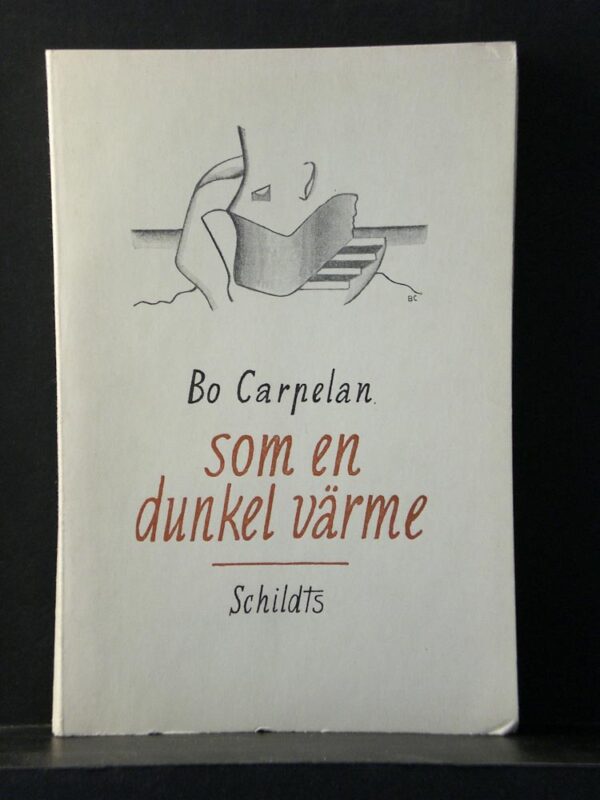 BC
Bo Carpelan
som en
dunkel värme
Schildts